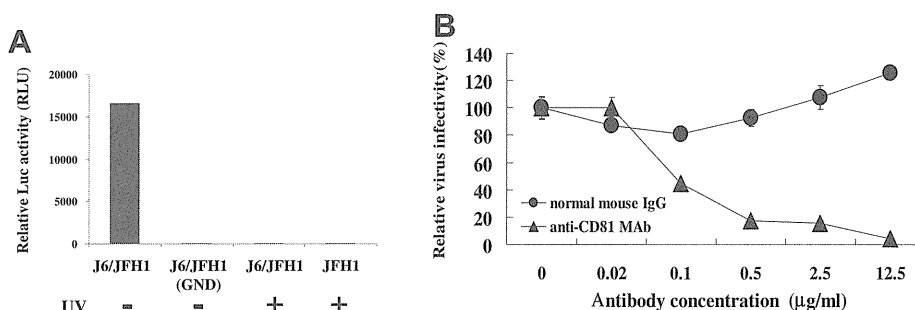 A
Relative Luc activity (RLU)
20000
15000
10000
5000
0
J6/JFH1 J6/JFH1 J6/JFH1 JFH1
(GND)
UV - - + +
B
Relative virus infectivity(%)
140
120
100
80
60
40
20
0
normal mouse IgG
anti-CD81 MAb
0 0.02 0.1 0.5 2.5 12.5
Antibody concentration (μg/ml)